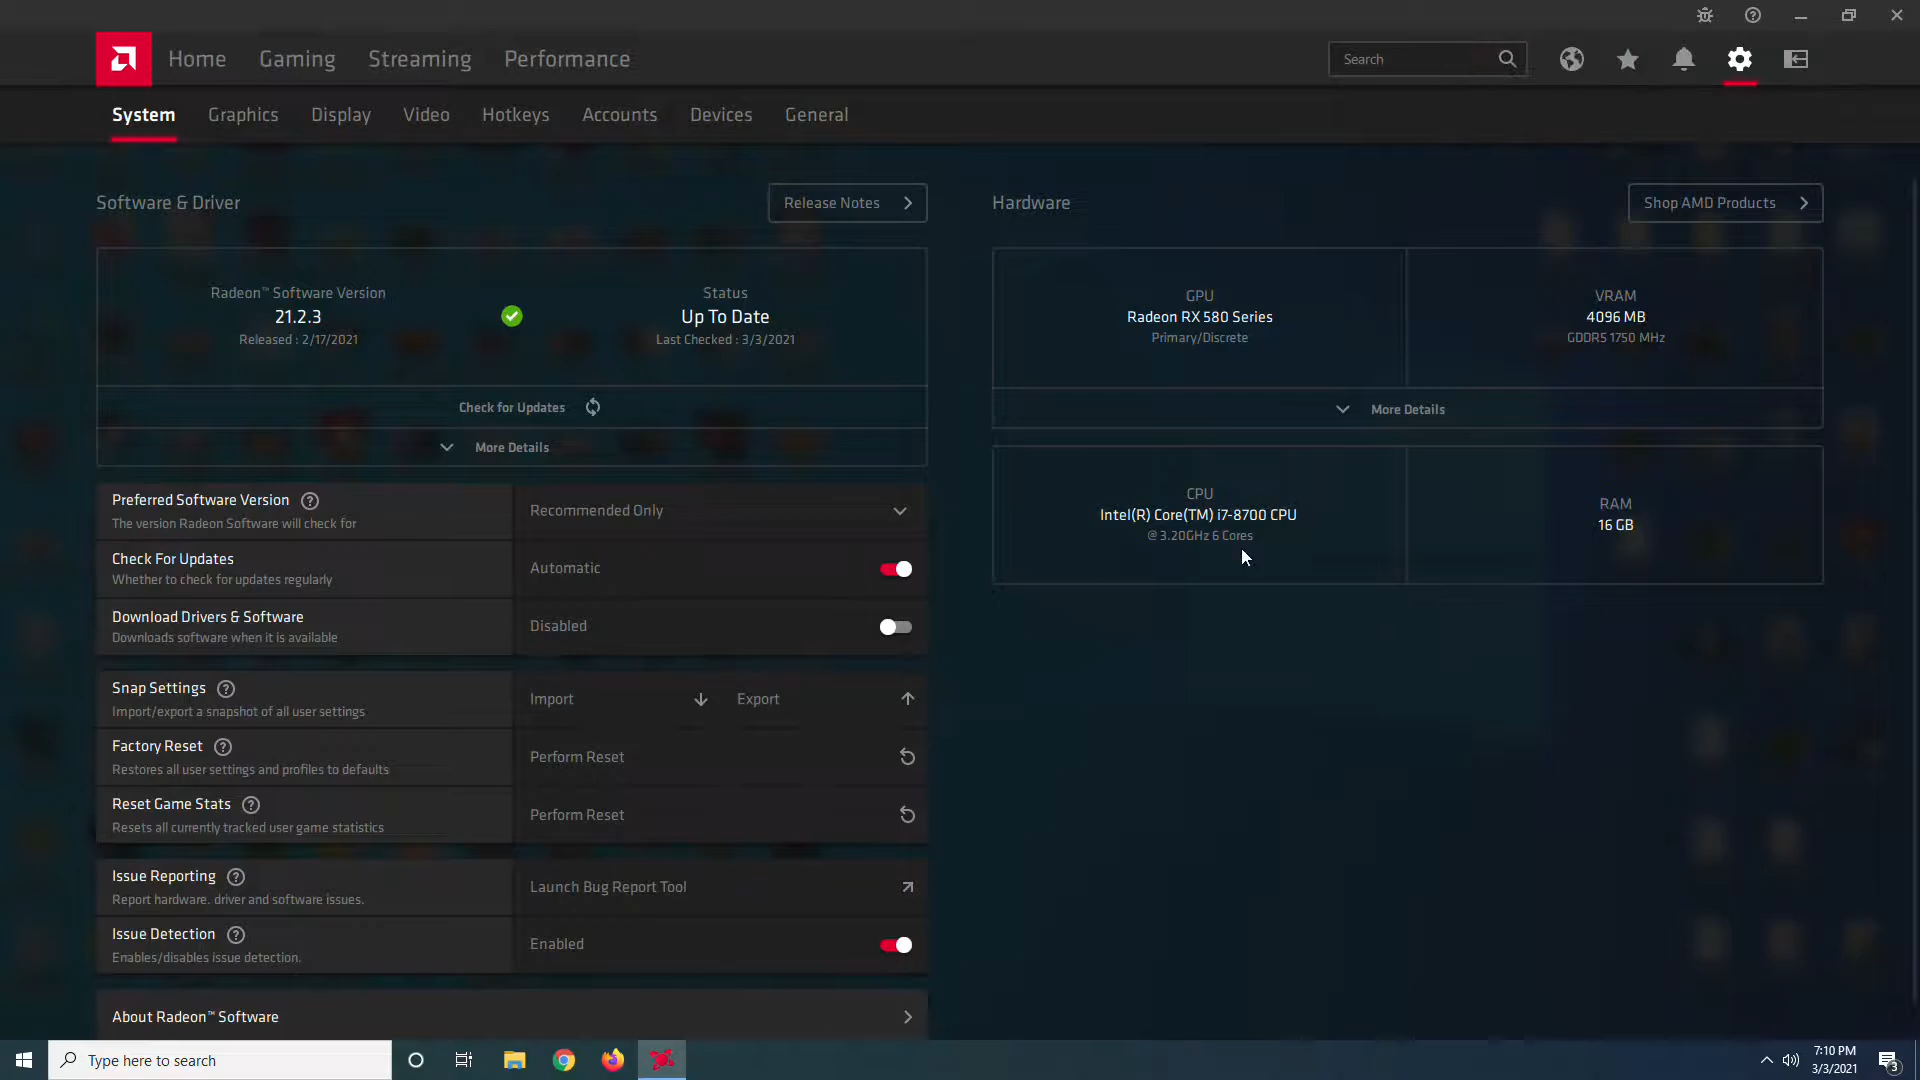 Home
Gaming
Streaming
Performance
Search
System
Graphics
Display
Video
Hotkeys
Accounts
Devices
General
Software & Driver
Release Notes
Radeon™ Software Version
21.2.3
Released : 2/17/2021
Status
Up To Date
Last Checked : 3/3/2021
Check for Updates
More Details
Preferred Software Version
The version Radeon Software will check for
Recommended Only
Check For Updates
Whether to check for updates regularly
Automatic
Download Drivers & Software
Downloads software when it is available
Disabled
Snap Settings
Import/export a snapshot of all user settings
Import
Export
Factory Reset
Restores all user settings and profiles to defaults
Perform Reset
Reset Game Stats
Resets all currently tracked user game statistics
Perform Reset
Issue Reporting
Report hardware, driver and software issues.
Launch Bug Report Tool
Issue Detection
Enables/disables issue detection.
Enabled
About Radeon™ Software
Hardware
Shop AMD Products
GPU
Radeon RX 580 Series
Primary/Discrete
VRAM
4096 MB
GDDR5 1750 MHz
More Details
CPU
Intel(R) Core(TM) i7-8700 CPU
@ 3.20GHz 6 Cores
RAM
16 GB
Type here to search
7:10 PM
3/3/2021
3